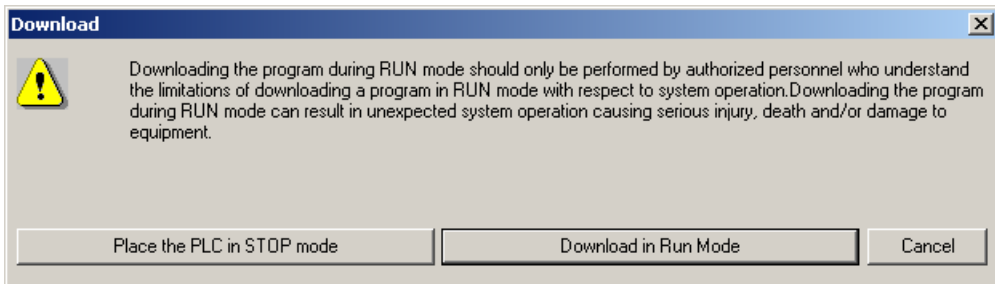 Download
Downloading the program during RUN mode should only be performed by authorized personnel who understand
the limitations of downloading a program in RUN mode with respect to system operation.Downloading the program
during RUN mode can result in unexpected system operation causing serious injury, death and/or damage to
equipment.
Place the PLC in STOP mode
Download in Run Mode
Cancel